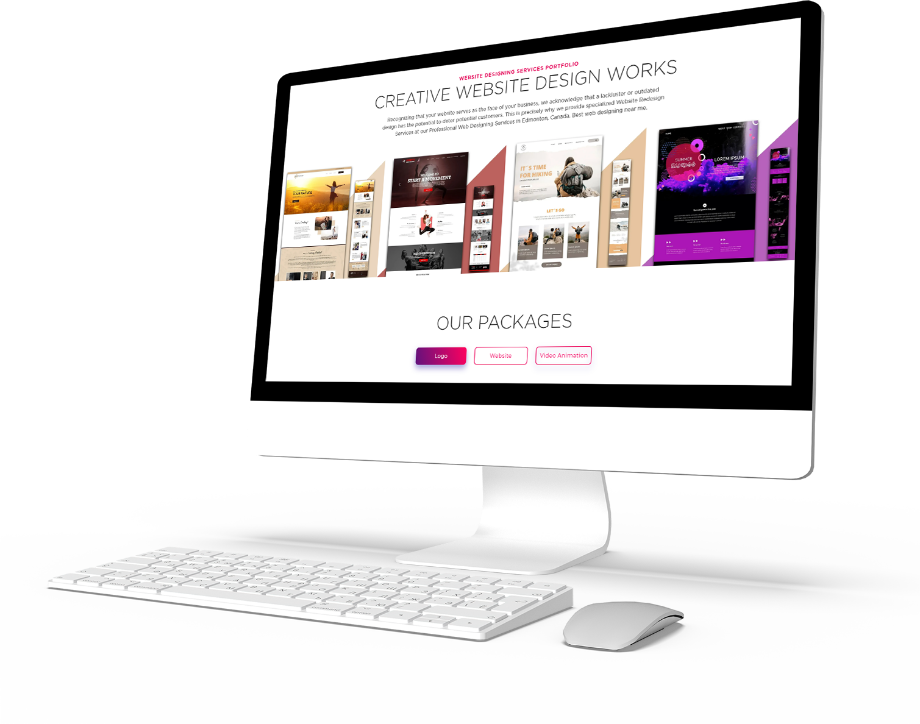 WEBSITE DESIGNING SERVICES PORTFOLIO
CREATIVE WEBSITE DESIGN WORKS
Recognizing that your website serves as the face of your business, we acknowledge that a lackluster or outdated
design has the potential to deter potential customers. This is precisely why we provide specialized Website Redesign
Services at our Professional Web Designing Services in Edmonton, Canada. Best web designing near me.
START A MOVEMENT
IT'S TIME
FOR HIKING
LET'S GO
SUMMER
LOREM IPSUM
OUR PACKAGES
Logo
Website
Video Animation